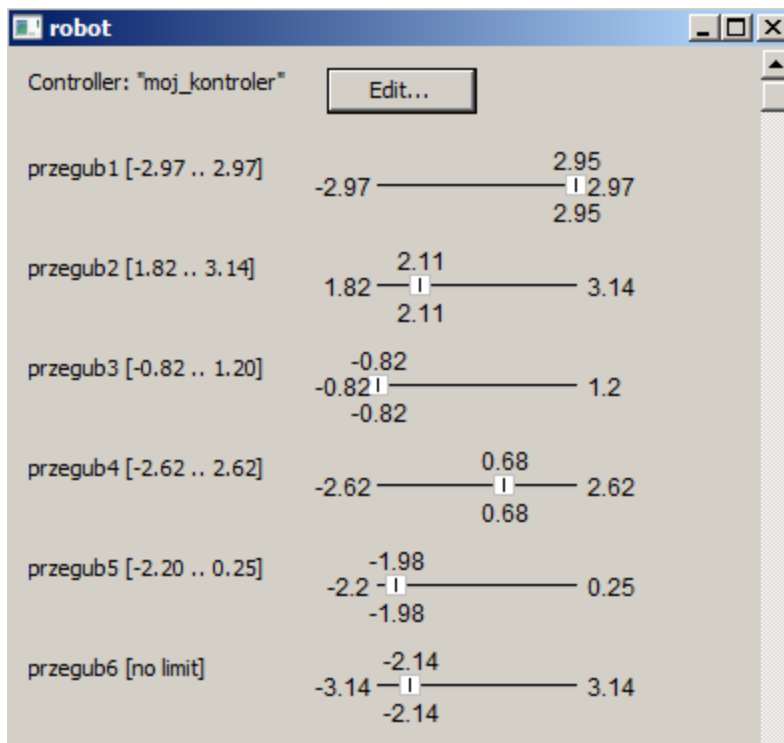 robot
Controller: "moj_kontroler"
Edit...
przegub1 [-2.97 .. 2.97]
2.95
-2.97
2.97
2.95
przegub2 [1.82 .. 3.14]
2.11
1.82
3.14
2.11
przegub3 [-0.82 .. 1.20]
-0.82
-0.82
1.2
-0.82
przegub4 [-2.62 .. 2.62]
0.68
-2.62
2.62
0.68
przegub5 [-2.20 .. 0.25]
-1.98
-2.2
0.25
-1.98
przegub6 [no limit]
-2.14
-3.14
3.14
-2.14